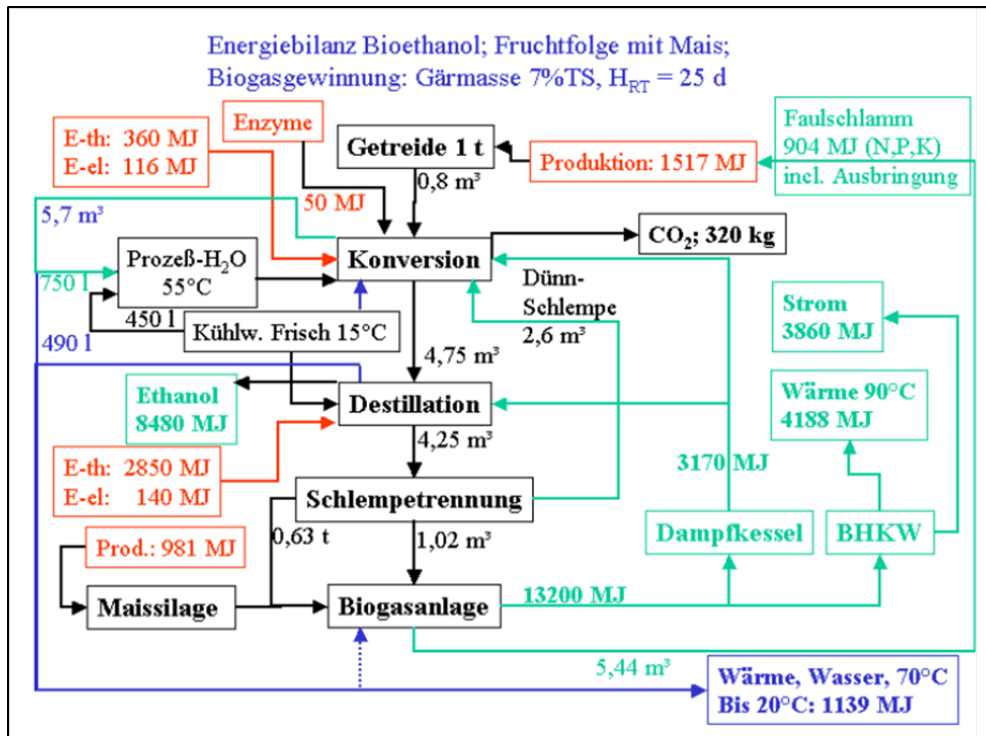 Energiebilanz Bioethanol; Fruchtfolge mit Mais;
Biogasgewinnung: Gärmasse 7%TS, H_RT = 25 d
E-th: 360 MJ
E-el: 116 MJ
Enzyme
50 MJ
Getreide 1 t
0,8 m³
Produktion: 1517 MJ
Faulschlamm
904 MJ (N,P,K)
incl. Ausbringung
5,7 m³
Prozeß-H₂O
55°C
750 l
450 l
490 l
Kühlw. Frisch 15°C
Konversion
CO₂; 320 kg
Dünn-
Schlempe
2,6 m³
4,75 m³
Strom
3860 MJ
Ethanol
8480 MJ
Destillation
Wärme 90°C
4188 MJ
4,25 m³
E-th: 2850 MJ
E-el: 140 MJ
3170 MJ
Schlempetrennung
0,63 t
1,02 m³
Prod.: 981 MJ
Dampfkessel
BHKW
Maissilage
Biogasanlage
13200 MJ
5,44 m³
Wärme, Wasser, 70°C
Bis 20°C: 1139 MJ